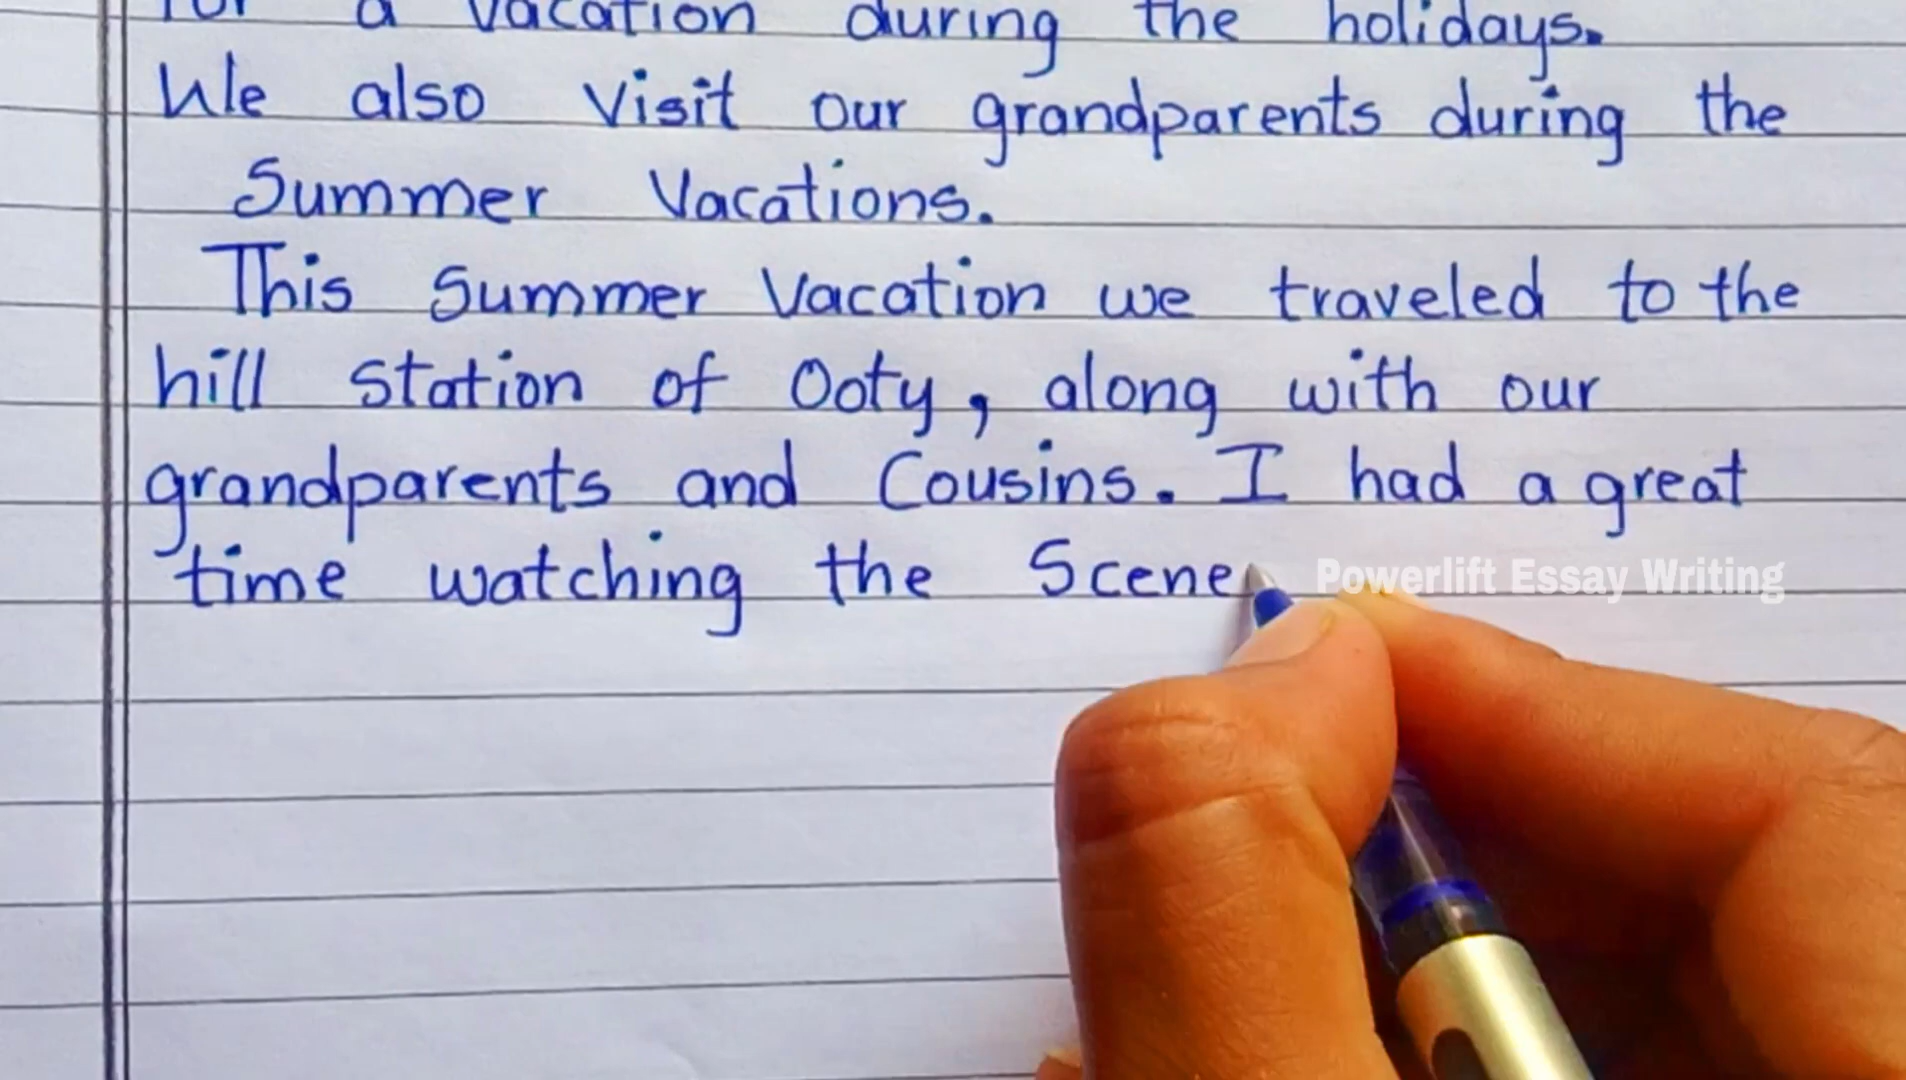 for a vacation during the holidays.
We also Visit our grandparents during the
Summer Vacations.
This Summer Vacation we traveled to the
hill station of Ooty, along with our
grandparents and Cousins. I had a great
time watching the Scene
Powerlift Essay Writing